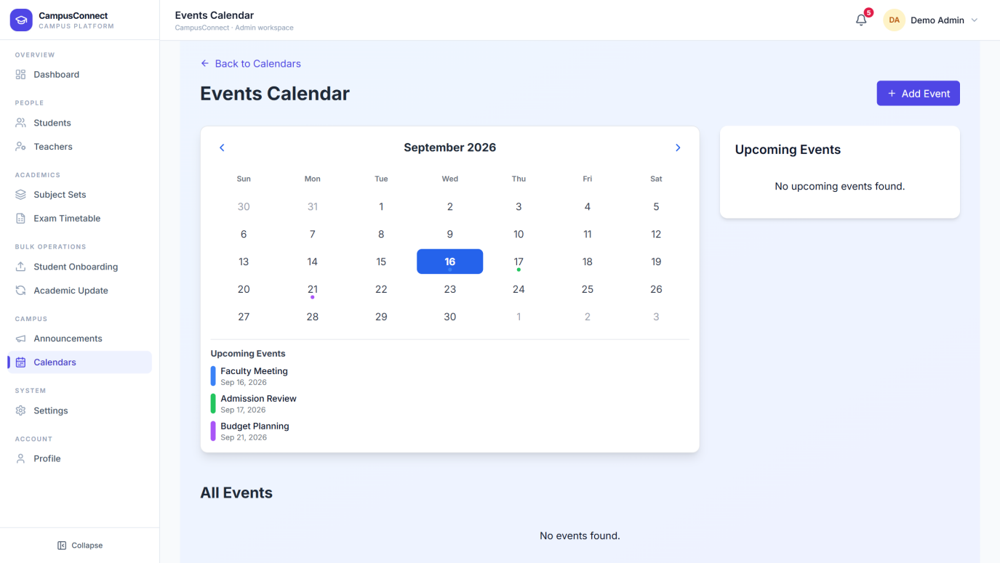 CampusConnect
CAMPUS PLATFORM
OVERVIEW
Dashboard
PEOPLE
Students
Teachers
ACADEMICS
Subject Sets
Exam Timetable
BULK OPERATIONS
Student Onboarding
Academic Update
CAMPUS
Announcements
Calendars
SYSTEM
Settings
ACCOUNT
Profile
Collapse
Events Calendar
CampusConnect · Admin workspace
5
DA
Demo Admin
Back to Calendars
Events Calendar
+ Add Event
September 2026
Sun Mon Tue Wed Thu Fri Sat
30 31 1 2 3 4 5
6 7 8 9 10 11 12
13 14 15 16 17 18 19
20 21 22 23 24 25 26
27 28 29 30 1 2 3
Upcoming Events
Faculty Meeting
Sep 16, 2026
Admission Review
Sep 17, 2026
Budget Planning
Sep 21, 2026
Upcoming Events
No upcoming events found.
All Events
No events found.